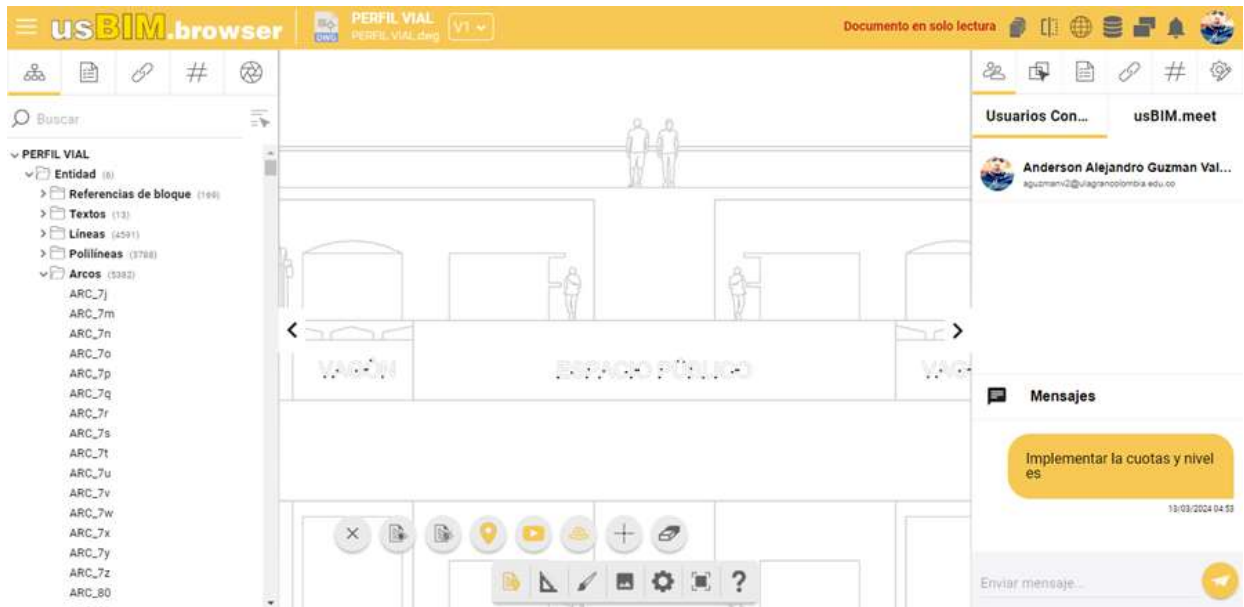 usBIM.browser
DWG
PERFIL VIAL
PERFIL VIAL.dwg
V1
Documento en solo lectura
Buscar
PERFIL VIAL
Entidad (6)
Referencias de bloque (169)
Textos (13)
Líneas (4591)
Polilíneas (3788)
Arcos (5382)
ARC_7j
ARC_7m
ARC_7n
ARC_7o
ARC_7p
ARC_7q
ARC_7r
ARC_7s
ARC_7t
ARC_7u
ARC_7v
ARC_7w
ARC_7x
ARC_7y
ARC_7z
ARC_80
VAGÓN
ESPACIO PÚBLICO
VAG
Usuarios Con...
usBIM.meet
Anderson Alejandro Guzman Val...
aguzmanv2@ulagrancolombia.edu.co
Mensajes
Implementar la cuotas y nivel
es
13/03/2024 04:53
Enviar mensaje...